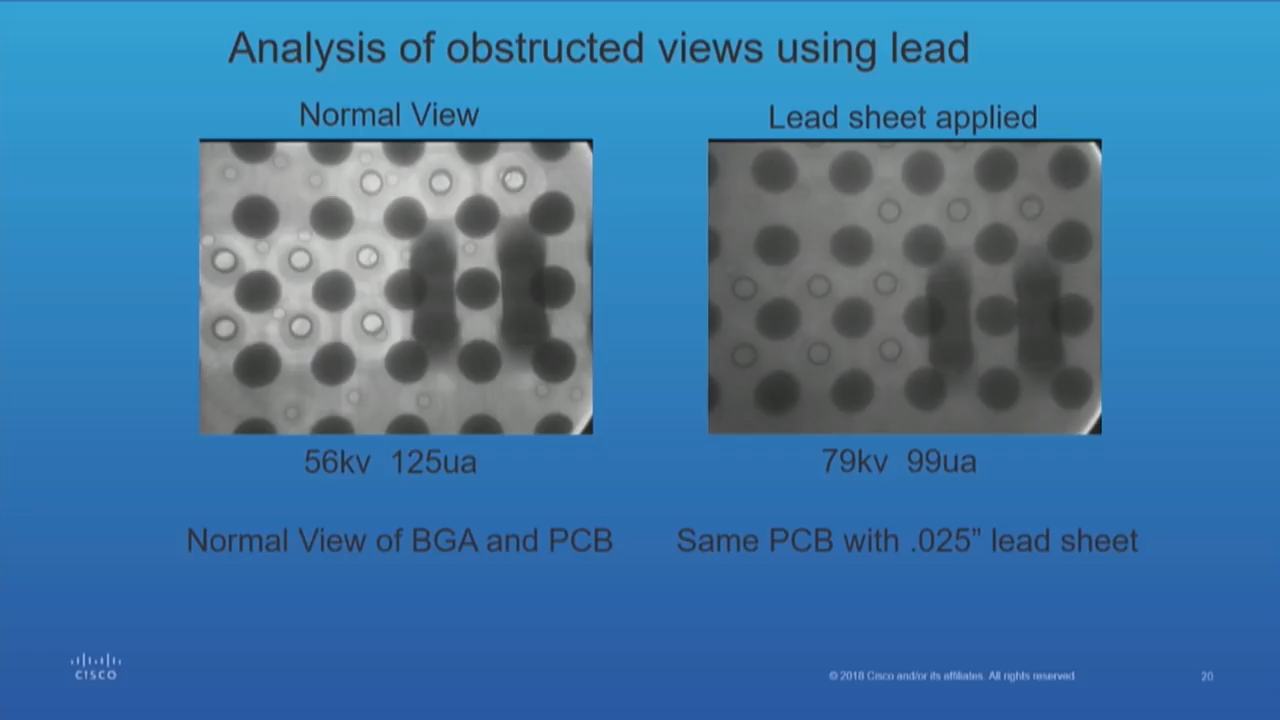 Analysis of obstructed views using lead
Normal View
Lead sheet applied
56kv 125ua
79kv 99ua
Normal View of BGA and PCB
Same PCB with .025” lead sheet
CISCO
© 2018 Cisco and/or its affiliates. All rights reserved.
20